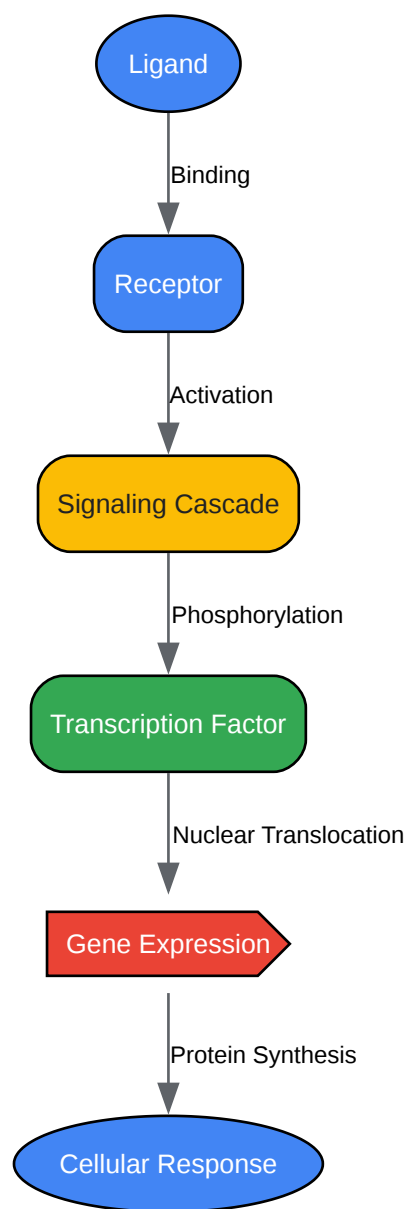 Ligand
Binding
Receptor
Activation
Signaling Cascade
Phosphorylation
Transcription Factor
Nuclear Translocation
Gene Expression
Protein Synthesis
Cellular Response